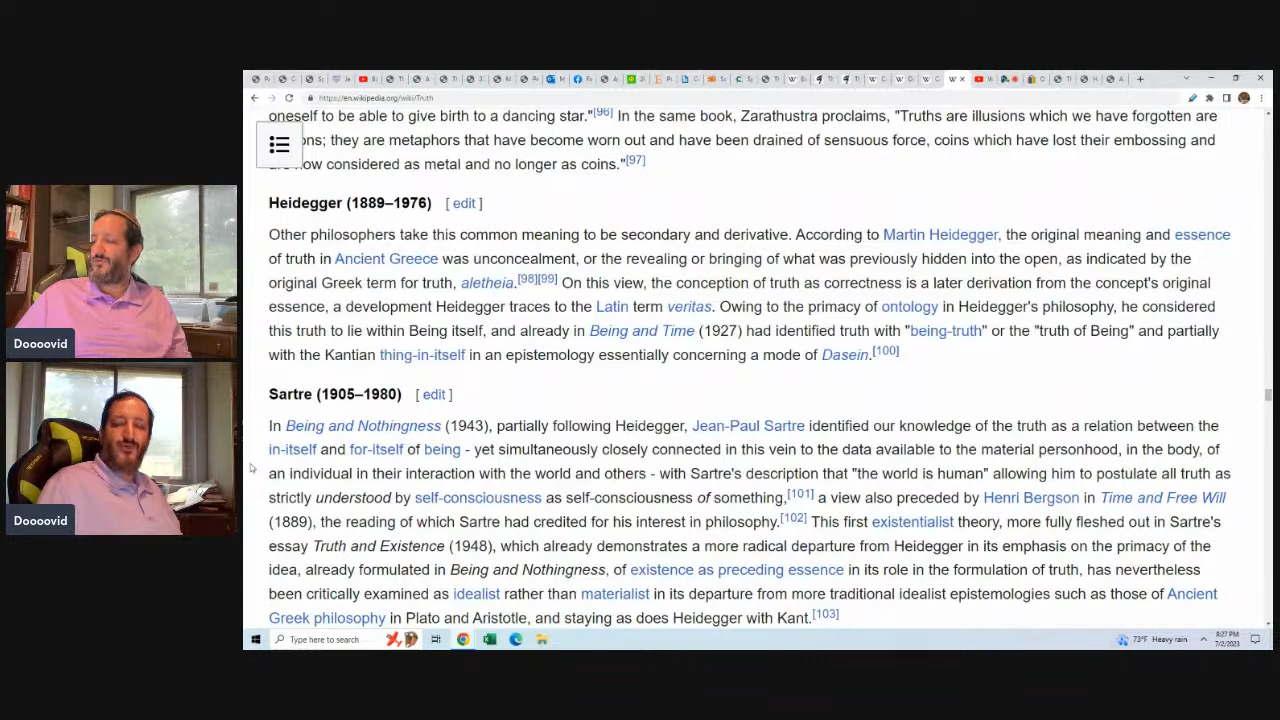 https://en.wikipedia.org/wiki/Truth
oneself to be able to give birth to a dancing star."[96] In the same book, Zarathustra proclaims, "Truths are illusions which we have forgotten are
ons; they are metaphors that have become worn out and have been drained of sensuous force, coins which have lost their embossing and
now considered as metal and no longer as coins."[97]
Heidegger (1889–1976) [ edit ]
Other philosophers take this common meaning to be secondary and derivative. According to Martin Heidegger, the original meaning and essence
of truth in Ancient Greece was unconcealment, or the revealing or bringing of what was previously hidden into the open, as indicated by the
original Greek term for truth, aletheia.[98][99] On this view, the conception of truth as correctness is a later derivation from the concept's original
essence, a development Heidegger traces to the Latin term veritas. Owing to the primacy of ontology in Heidegger's philosophy, he considered
this truth to lie within Being itself, and already in Being and Time (1927) had identified truth with "being-truth" or the "truth of Being" and partially
with the Kantian thing-in-itself in an epistemology essentially concerning a mode of Dasein.[100]
Sartre (1905–1980) [ edit ]
In Being and Nothingness (1943), partially following Heidegger, Jean-Paul Sartre identified our knowledge of the truth as a relation between the
in-itself and for-itself of being - yet simultaneously closely connected in this vein to the data available to the material personhood, in the body, of
an individual in their interaction with the world and others - with Sartre's description that "the world is human" allowing him to postulate all truth as
strictly understood by self-consciousness as self-consciousness of something,[101] a view also preceded by Henri Bergson in Time and Free Will
(1889), the reading of which Sartre had credited for his interest in philosophy.[102] This first existentialist theory, more fully fleshed out in Sartre's
essay Truth and Existence (1948), which already demonstrates a more radical departure from Heidegger in its emphasis on the primacy of the
idea, already formulated in Being and Nothingness, of existence as preceding essence in its role in the formulation of truth, has nevertheless
been critically examined as idealist rather than materialist in its departure from more traditional idealist epistemologies such as those of Ancient
Greek philosophy in Plato and Aristotle, and staying as does Heidegger with Kant.[103]
Type here to search
73°F Heavy rain
8:27 PM
7/2/2023
Doooovid
Doooovid